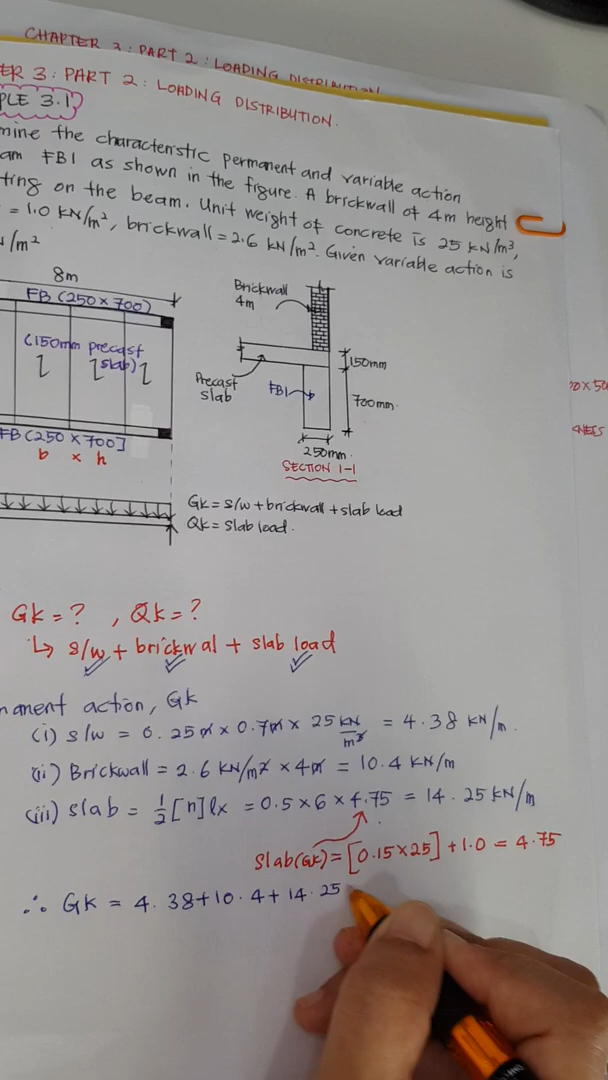 CHAPTER 3 : PART 2 : LOADING DISTRIBUTION
ER 3 : PART 2 : LOADING DISTRIBUTION.
PLE 3.1
mine the characteristic permanent and variable action
am FB1 as shown in the figure. A brickwall of 4m height
ting on the beam. Unit weight of concrete is 25 kN/m³,
= 1.0 kN/m², brickwall = 2.6 kN/m². Given variable action is
/m²
8m
FB (250 x 700)
(150mm precast
slab)
FB (250 x 700]
b x h
Brickwall
4m
Precast
slab
FB1
150mm
700mm.
250mm.
SECTION 1-1
Gk = s/w + brickwall + slab load
Qk = slab load.
Gk = ? , Qk = ?
↳ s/w + brickwal + slab load
manent action, Gk
(i) s/w = 0.25m x 0.7m x 25 kN/m³ = 4.38 kN/m.
(ii) Brickwall = 2.6 kN/m² x 4m = 10.4 kN/m
(iii) slab = 1/2 [n] lx = 0.5 x 6 x 4.75 = 14.25 kN/m
Slab(Gk) = [0.15 x 25] + 1.0 = 4.75
∴ Gk = 4.38 + 10.4 + 14.25